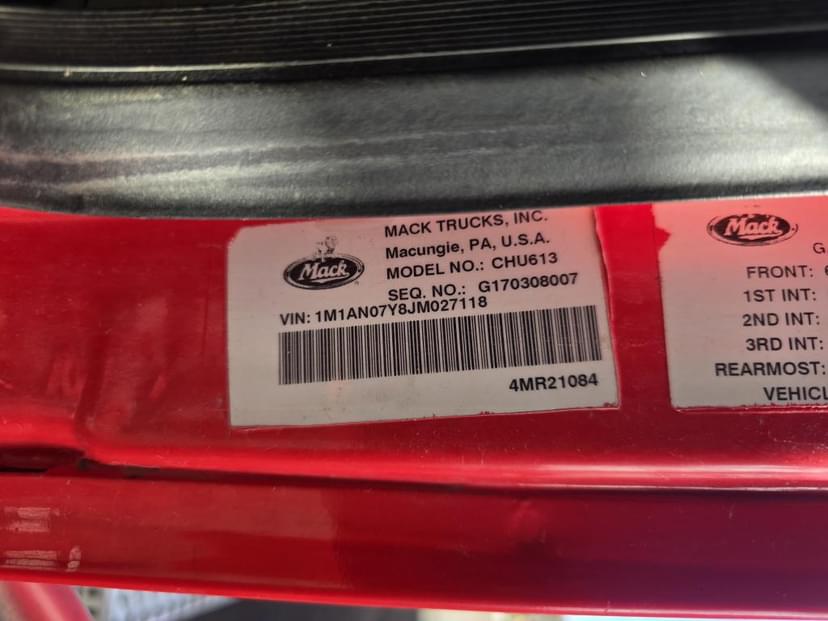 MACK TRUCKS, INC.
Macungie, PA, U.S.A.
Mack
MODEL NO.: CHU613
SEQ. NO.: G170308007
VIN: 1M1AN07Y8JM027118
4MR21084
Mack
G
FRONT:
1ST INT:
2ND INT:
3RD INT:
REARMOST:
VEHICL